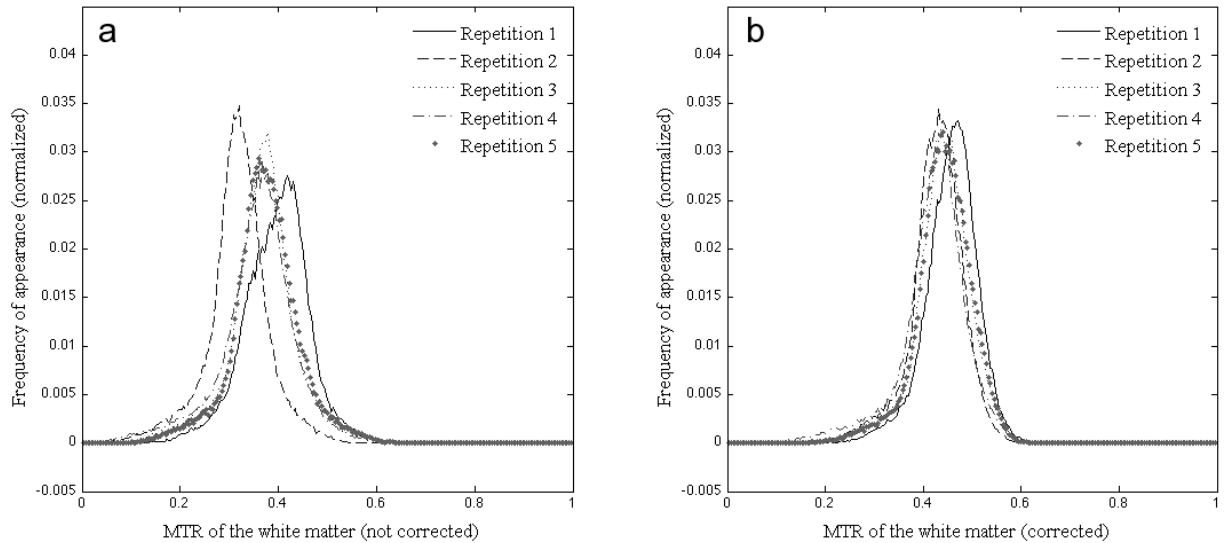 a
Repetition 1
Repetition 2
Repetition 3
Repetition 4
Repetition 5
Frequency of appearance (normalized)
0.04
0.035
0.03
0.025
0.02
0.015
0.01
0.005
0
-0.005
0 0.2 0.4 0.6 0.8 1
MTR of the white matter (not corrected)
b
Repetition 1
Repetition 2
Repetition 3
Repetition 4
Repetition 5
Frequency of appearance (normalized)
0.04
0.035
0.03
0.025
0.02
0.015
0.01
0.005
0
-0.005
0 0.2 0.4 0.6 0.8 1
MTR of the white matter (corrected)